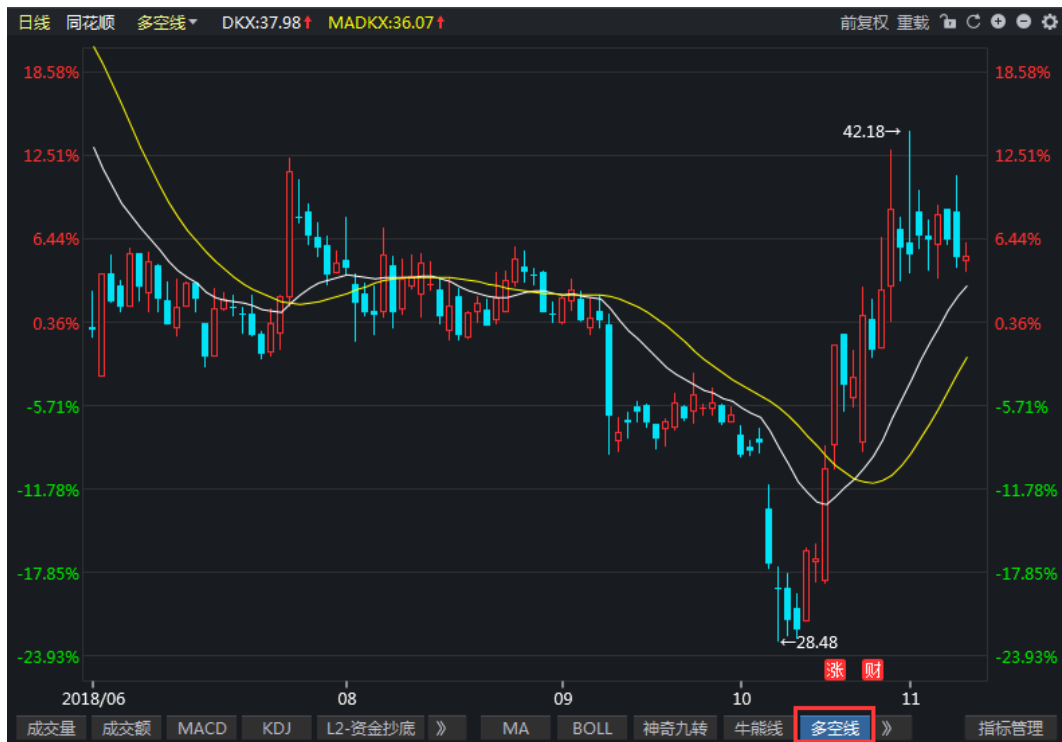 日线 同花顺 多空线 DKX:37.98↑ MADKX:36.07↑ 前复权 重载
18.58% 18.58%
42.18→
12.51% 12.51%
6.44% 6.44%
0.36% 0.36%
-5.71% -5.71%
-11.78% -11.78%
-17.85% -17.85%
←28.48
-23.93% -23.93%
涨 财
2018/06 08 09 10 11
成交量 成交额 MACD KDJ L2-资金抄底 》 MA BOLL 神奇九转 牛能线 多空线 》 指标管理